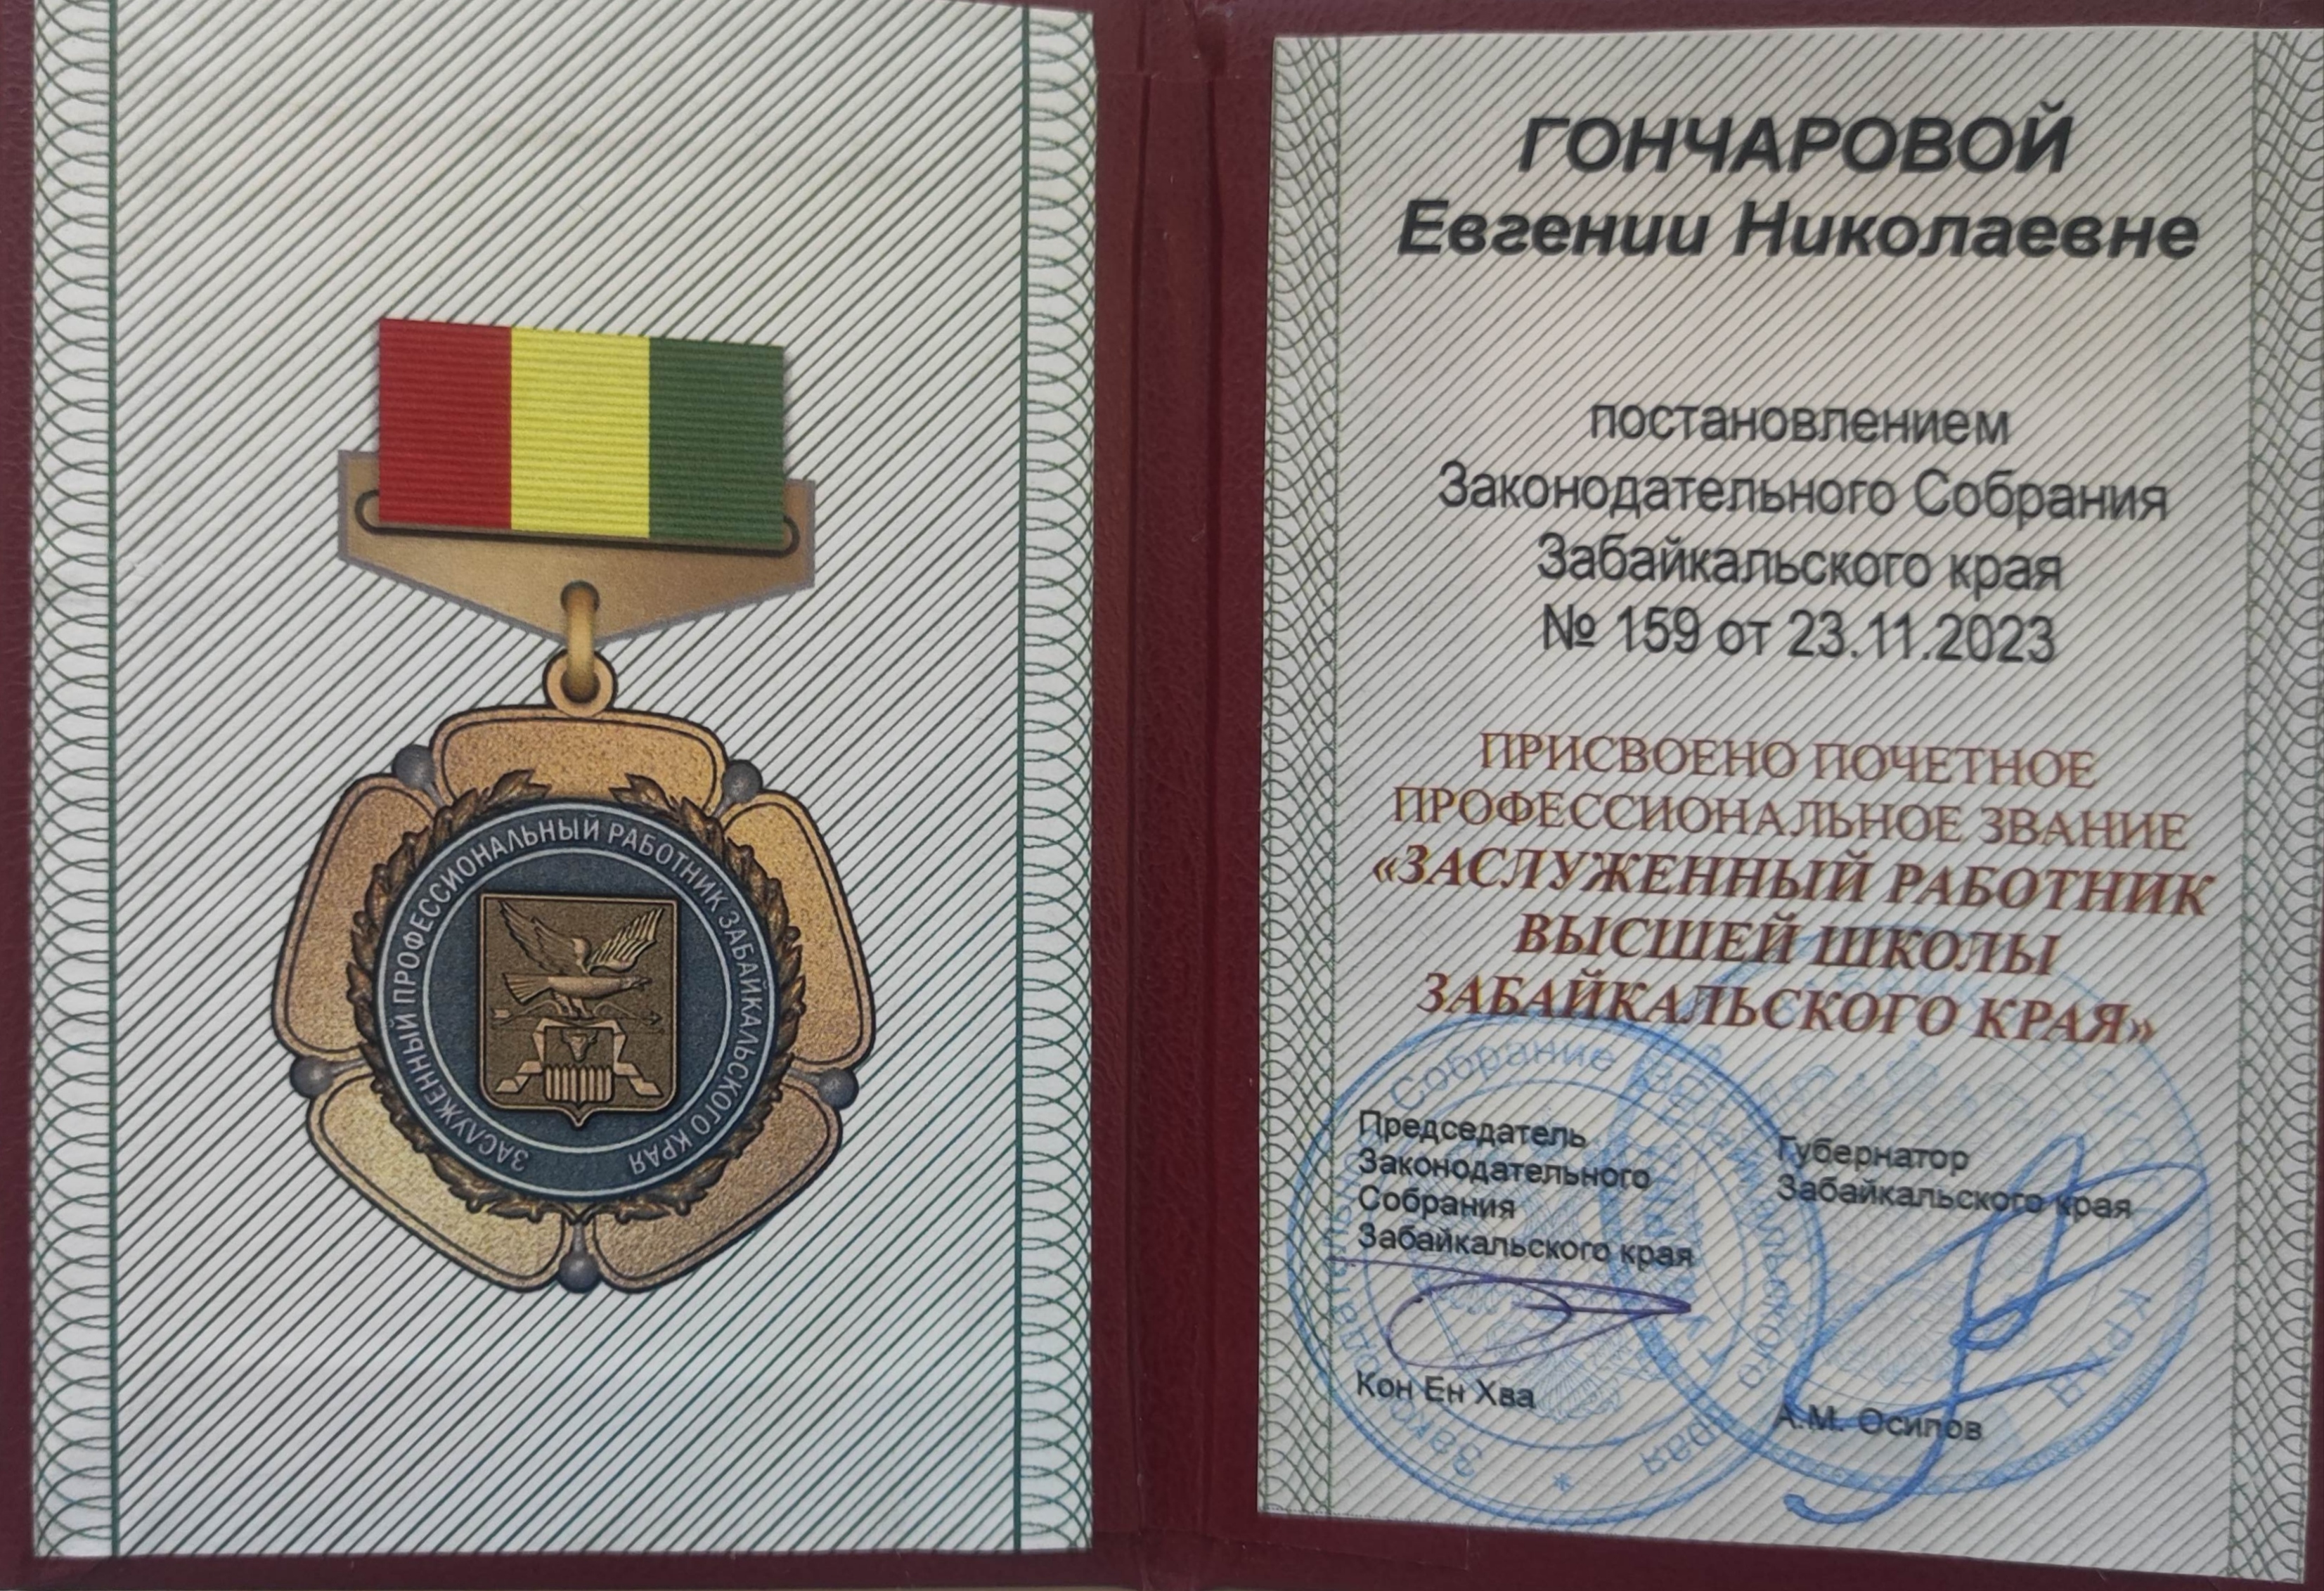 ЗАСЛУЖЕННЫЙ ПРОФЕССИОНАЛЬНЫЙ РАБОТНИК ЗАБАЙКАЛЬСКОГО КРАЯ
ГОНЧАРОВОЙ
Евгении Николаевне
постановлением
Законодательного Собрания
Забайкальского края
№ 159 от 23.11.2023
ПРИСВОЕНО ПОЧЕТНОЕ
ПРОФЕССИОНАЛЬНОЕ ЗВАНИЕ
«ЗАСЛУЖЕННЫЙ РАБОТНИК
ВЫСШЕЙ ШКОЛЫ
ЗАБАЙКАЛЬСКОГО КРАЯ»
Председатель
Законодательного
Собрания
Забайкальского края
Кон Ен Хва
Губернатор
Забайкальского края
А.М. Осипов
Собрание
края